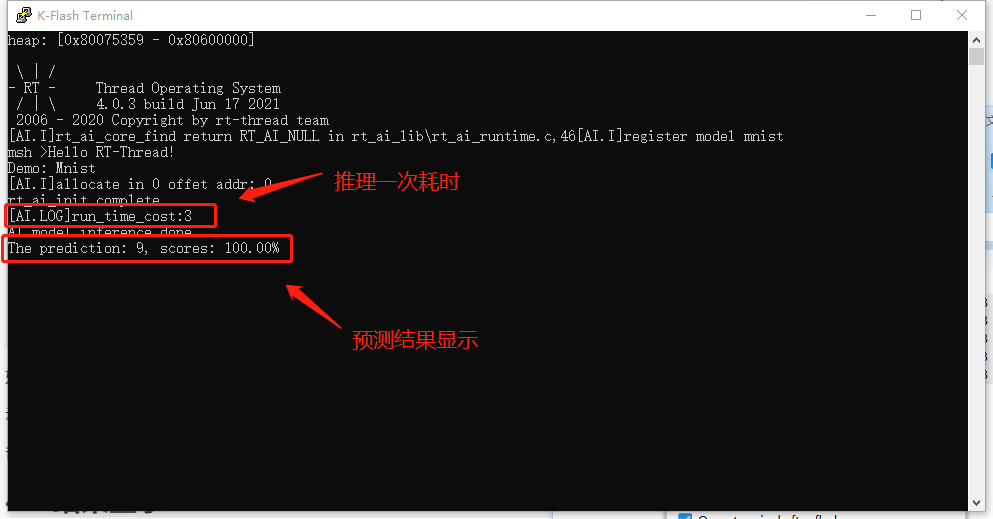 K-Flash Terminal
heap: [0x80075359 - 0x80600000]
\ | /
- RT -     Thread Operating System
/ | \     4.0.3 build Jun 17 2021
2006 - 2020 Copyright by rt-thread team
[AI.I]rt_ai_core_find return RT_AI_NULL in rt_ai_lib\rt_ai_runtime.c,46[AI.I]register model mnist
msh >Hello RT-Thread!
Demo: Mnist
[AI.I]allocate in 0 offet addr: 0
推理一次耗时
rt_ai_init complete
[AI.LOG]run_time_cost:3
AI model inference done
The prediction: 9, scores: 100.00%
预测结果显示